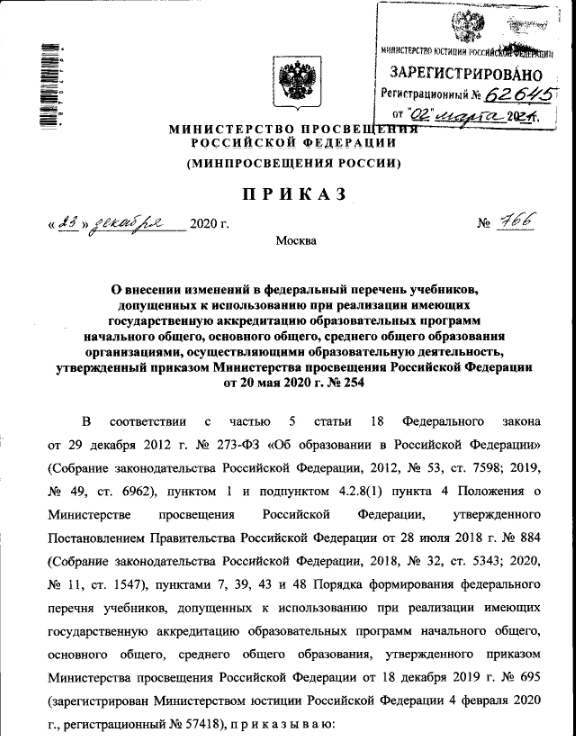 МИНИСТЕРСТВО ЮСТИЦИИ РОССИЙСКОЙ ФЕДЕРАЦИИ
ЗАРЕГИСТРИРОВАНО
Регистрационный № 62645
от "02" марта 2021.
МИНИСТЕРСТВО ПРОСВЕЩЕНИЯ
РОССИЙСКОЙ ФЕДЕРАЦИИ
(МИНПРОСВЕЩЕНИЯ РОССИИ)
ПРИКАЗ
« 23 » декабря 2020 г. № 766
Москва
О внесении изменений в федеральный перечень учебников,
допущенных к использованию при реализации имеющих
государственную аккредитацию образовательных программ
начального общего, основного общего, среднего общего образования
организациями, осуществляющими образовательную деятельность,
утвержденный приказом Министерства просвещения Российской Федерации
от 20 мая 2020 г. № 254
В соответствии с частью 5 статьи 18 Федерального закона
от 29 декабря 2012 г. № 273-ФЗ «Об образовании в Российской Федерации»
(Собрание законодательства Российской Федерации, 2012, № 53, ст. 7598; 2019,
№ 49, ст. 6962), пунктом 1 и подпунктом 4.2.8(1) пункта 4 Положения о
Министерстве просвещения Российской Федерации, утвержденного
Постановлением Правительства Российской Федерации от 28 июля 2018 г. № 884
(Собрание законодательства Российской Федерации, 2018, № 32, ст. 5343; 2020,
№ 11, ст. 1547), пунктами 7, 39, 43 и 48 Порядка формирования федерального
перечня учебников, допущенных к использованию при реализации имеющих
государственную аккредитацию образовательных программ начального общего,
основного общего, среднего общего образования, утвержденного приказом
Министерства просвещения Российской Федерации от 18 декабря 2019 г. № 695
(зарегистрирован Министерством юстиции Российской Федерации 4 февраля 2020
г., регистрационный № 57418), п р и к а з ы в а ю: